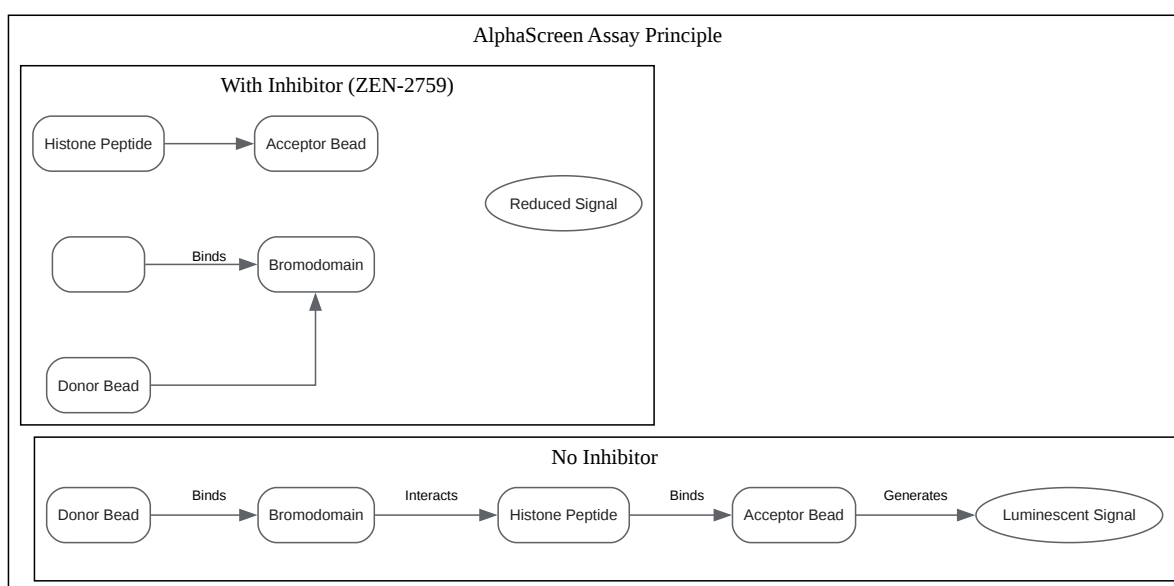 AlphaScreen Assay Principle
With Inhibitor (ZEN-2759)
Histone Peptide
Acceptor Bead
Reduced Signal
Binds
Bromodomain
Donor Bead
No Inhibitor
Donor Bead
Binds
Bromodomain
Interacts
Histone Peptide
Binds
Acceptor Bead
Generates
Luminescent Signal